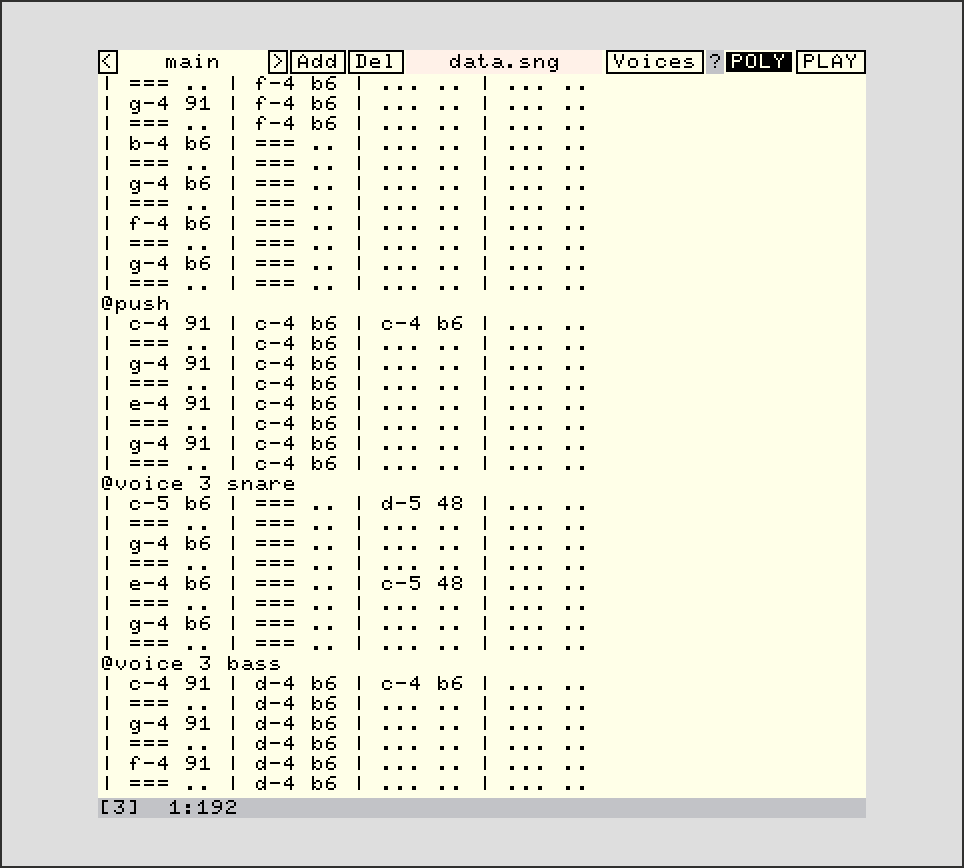 < main > Add Del data.sng Voices ? POLY PLAY
| === .. | f-4 b6 | ... .. | ... ..
| g-4 91 | f-4 b6 | ... .. | ... ..
| === .. | f-4 b6 | ... .. | ... ..
| b-4 b6 | === .. | ... .. | ... ..
| === .. | === .. | ... .. | ... ..
| g-4 b6 | === .. | ... .. | ... ..
| === .. | === .. | ... .. | ... ..
| f-4 b6 | === .. | ... .. | ... ..
| === .. | === .. | ... .. | ... ..
| g-4 b6 | === .. | ... .. | ... ..
| === .. | === .. | ... .. | ... ..
@push
| c-4 91 | c-4 b6 | c-4 b6 | ... ..
| === .. | c-4 b6 | ... .. | ... ..
| g-4 91 | c-4 b6 | ... .. | ... ..
| === .. | c-4 b6 | ... .. | ... ..
| e-4 91 | c-4 b6 | ... .. | ... ..
| === .. | c-4 b6 | ... .. | ... ..
| g-4 91 | c-4 b6 | ... .. | ... ..
| === .. | c-4 b6 | ... .. | ... ..
@voice 3 snare
| c-5 b6 | === .. | d-5 48 | ... ..
| === .. | === .. | ... .. | ... ..
| g-4 b6 | === .. | ... .. | ... ..
| === .. | === .. | ... .. | ... ..
| e-4 b6 | === .. | c-5 48 | ... ..
| === .. | === .. | ... .. | ... ..
| g-4 b6 | === .. | ... .. | ... ..
| === .. | === .. | ... .. | ... ..
@voice 3 bass
| c-4 91 | d-4 b6 | c-4 b6 | ... ..
| === .. | d-4 b6 | ... .. | ... ..
| g-4 91 | d-4 b6 | ... .. | ... ..
| === .. | d-4 b6 | ... .. | ... ..
| f-4 91 | d-4 b6 | ... .. | ... ..
| === .. | d-4 b6 | ... .. | ... ..
[3] 1:192